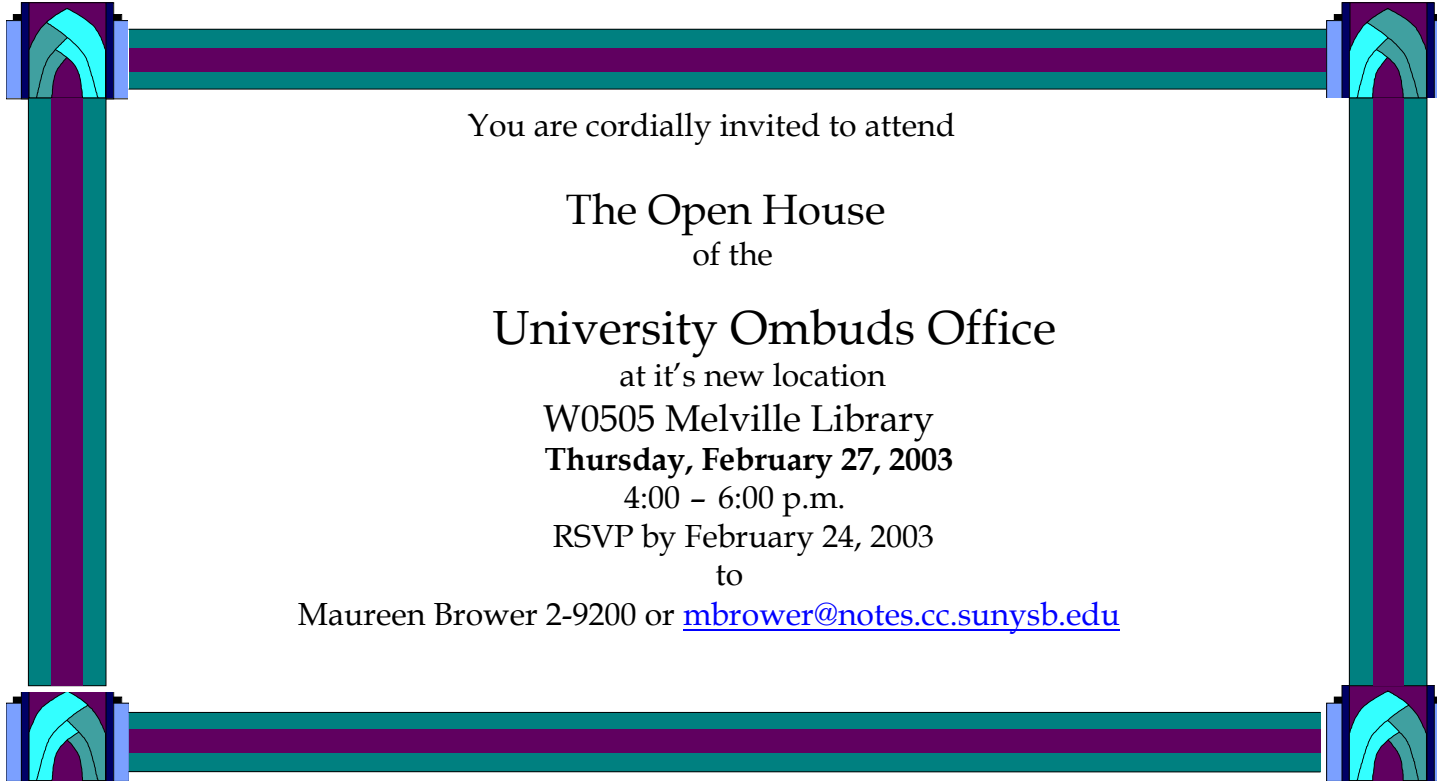 You are cordially invited to attend
The Open House
of the
University Ombuds Office
at it’s new location
W0505 Melville Library
Thursday, February 27, 2003
4:00 – 6:00 p.m.
RSVP by February 24, 2003
to
Maureen Brower 2-9200 or mbrower@notes.cc.sunysb.edu